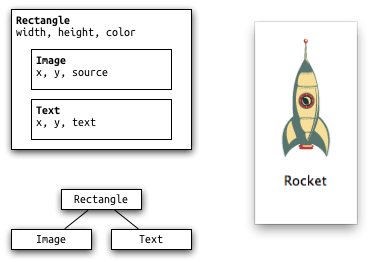 Rectangle
width, height, color
Image
x, y, source
Text
x, y, text
Rectangle
Image
Text
Rocket